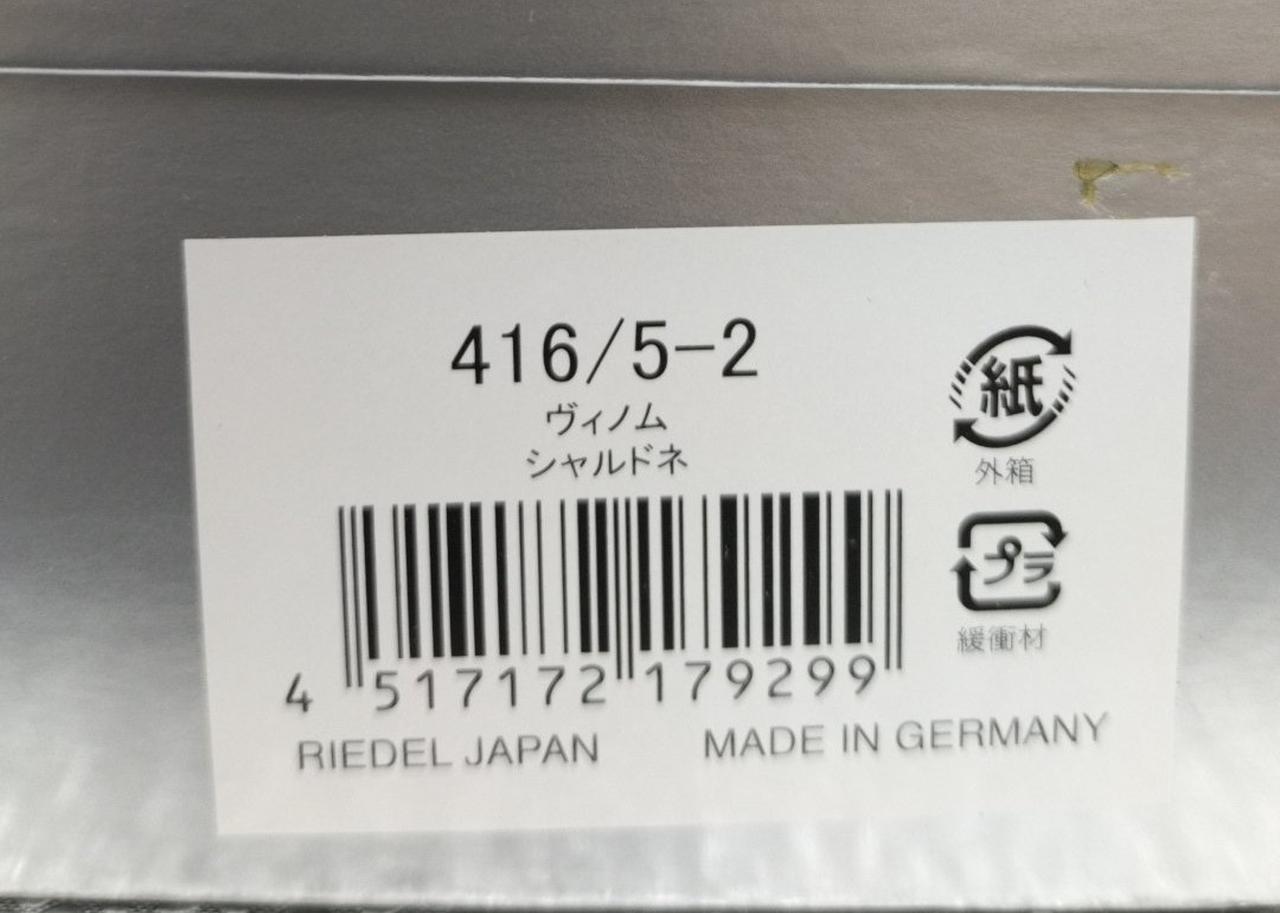 416/5-2
ヴィノム
シャルドネ
紙
外箱
プラ
緩衝材
4 517172 179299
RIEDEL JAPAN MADE IN GERMANY